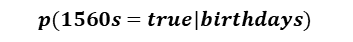 p(1560s = true|birthdays)